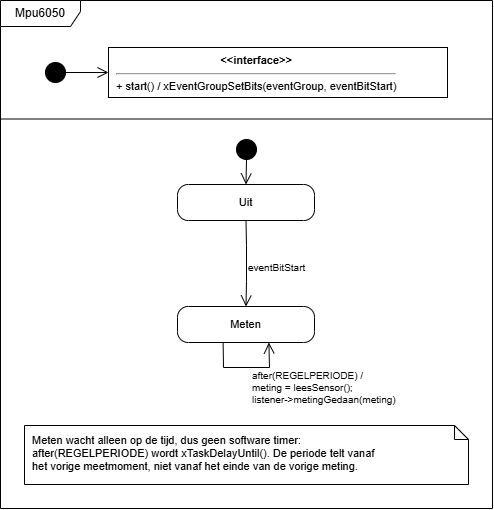 Mpu6050
<<interface>>
+ start() / xEventGroupSetBits(eventGroup, eventBitStart)
Uit
eventBitStart
Meten
after(REGELPERIODE) /
meting = leesSensor();
listener->metingGedaan(meting)
Meten wacht alleen op de tijd, dus geen software timer:
after(REGELPERIODE) wordt xTaskDelayUntil(). De periode telt vanaf
het vorige meetmoment, niet vanaf het einde van de vorige meting.